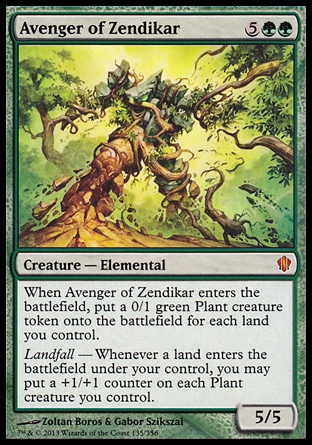 Avenger of Zendikar 5
Creature — Elemental
When Avenger of Zendikar enters the
battlefield, put a 0/1 green Plant creature
token onto the battlefield for each land
you control.
Landfall — Whenever a land enters the
battlefield under your control, you may
put a +1/+1 counter on each Plant
creature you control.
Zoltan Boros & Gabor Szikszai
™ & © 2013 Wizards of the Coast 135/356
5/5